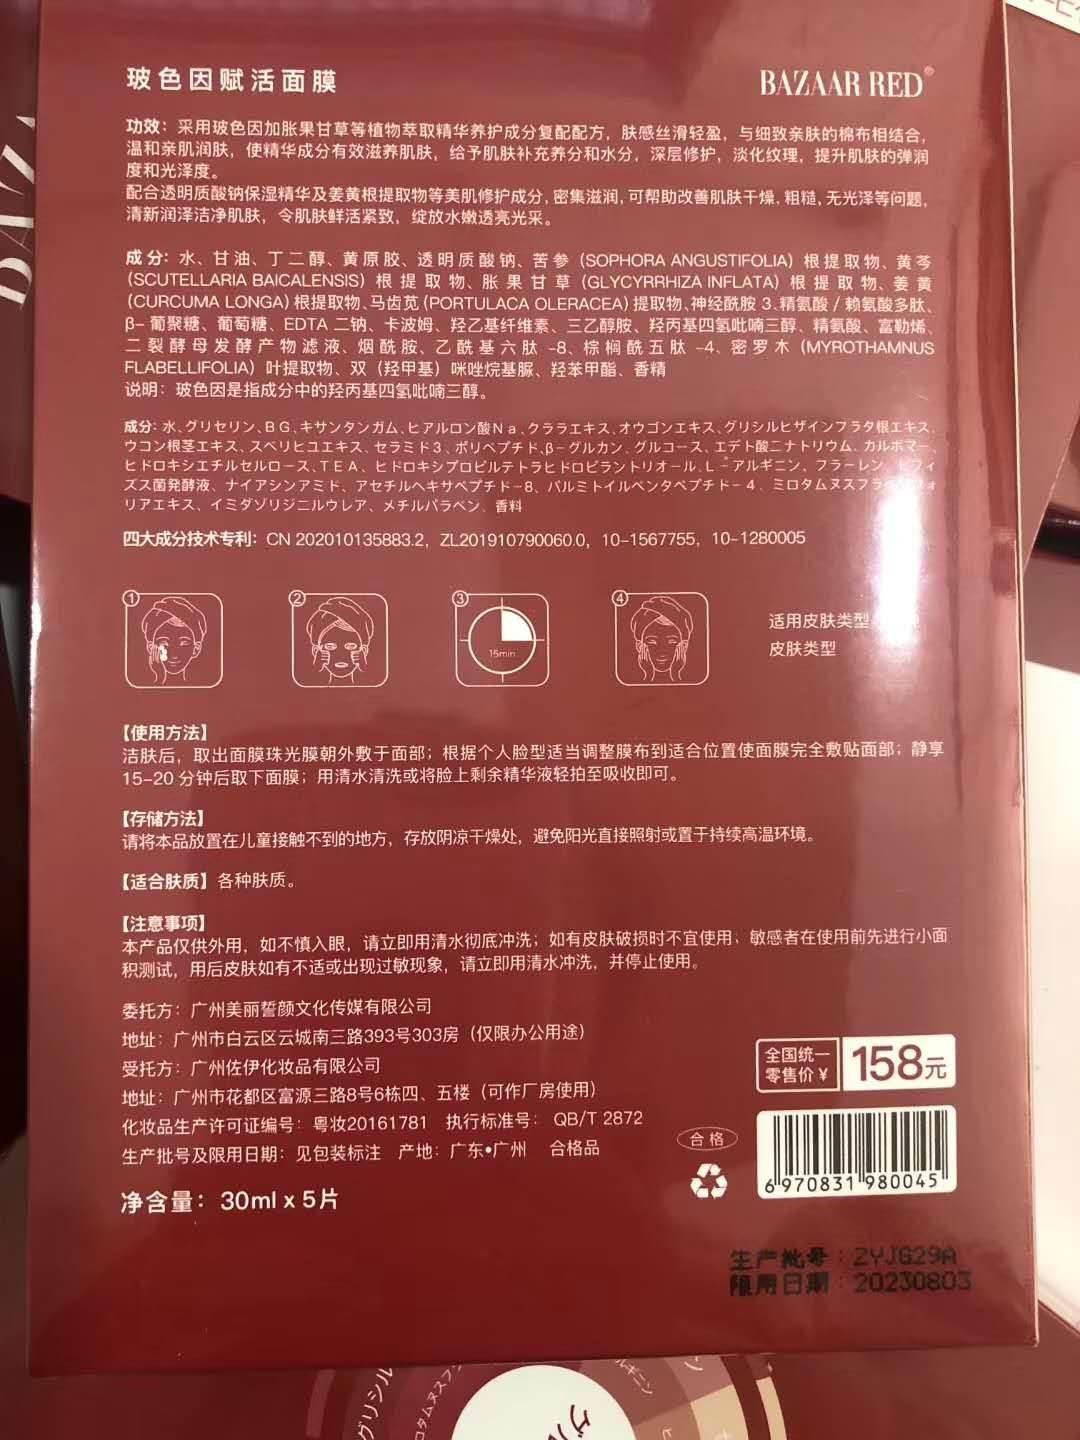 玻色因赋活面膜
BAZAAR RED
功效：采用玻色因加胀果甘草等植物萃取精华养护成分复配配方，肤感丝滑轻盈，与细致亲肤的棉布相结合，
温和亲肌润肤，使精华成分有效滋养肌肤，给予肌肤补充养分和水分，深层修护，淡化纹理，提升肌肤的弹润
度和光泽度。
配合透明质酸钠保湿精华及姜黄根提取物等美肌修护成分，密集滋润，可帮助改善肌肤干燥，粗糙，无光泽等问题，
清新润泽洁净肌肤，令肌肤鲜活紧致，绽放水嫩透亮光采。
成分：水、甘油、丁二醇、黄原胶、透明质酸钠、苦参（SOPHORA ANGUSTIFOLIA）根提取物、黄芩
（SCUTELLARIA BAICALENSIS）根提取物、胀果甘草（GLYCYRRHIZA INFLATA）根提取物、姜黄
（CURCUMA LONGA）根提取物、马齿苋（PORTULACA OLERACEA）提取物、神经酰胺 3、精氨酸／赖氨酸多肽、
β- 葡聚糖、葡萄糖、EDTA 二钠、卡波姆、羟乙基纤维素、三乙醇胺、羟丙基四氢吡喃三醇、精氨酸、富勒烯、
二裂酵母发酵产物滤液、烟酰胺、乙酰基六肽 -8、棕榈酰五肽 -4、密罗木（MYROTHAMNUS
FLABELLIFOLIA）叶提取物、双（羟甲基）咪唑烷基脲、羟苯甲酯、香精
说明：玻色因是指成分中的羟丙基四氢吡喃三醇。
成分：水、グリセリン、BG、キサンタンガム、ヒアルロン酸Na、クララエキス、オウゴンエキス、グリシルヒザインフラタ根エキス、
ウコン根茎エキス、スベリヒユエキス、セラミド3、ポリペプチド、β-グルカン、グルコース、エデト酸二ナトリウム、カルボマー、
ヒドロキシエチルセルロース、TEA、ヒドロキシプロピルテトラヒドロピラントリオール、L-アルギニン、フラーレン、ビフィ
ズス菌発酵液、ナイアシンアミド、アセチルヘキサペプチド-8、パルミトイルペンタペプチド-4、ミロタムヌスフラ
リアエキス、イミダゾリジニルウレア、メチルパラベン、香料
四大成分技术专利：CN 202010135883.2，ZL201910790060.0，10-1567755，10-1280005
① ② ③ ④
15min
适用皮肤类型
皮肤类型
【使用方法】
洁肤后，取出面膜珠光膜朝外敷于面部；根据个人脸型适当调整膜布到适合位置使面膜完全敷贴面部；静享
15-20 分钟后取下面膜；用清水清洗或将脸上剩余精华液轻拍至吸收即可。
【存储方法】
请将本品放置在儿童接触不到的地方，存放阴凉干燥处，避免阳光直接照射或置于持续高温环境。
【适合肤质】各种肤质。
【注意事项】
本产品仅供外用，如不慎入眼，请立即用清水彻底冲洗；如有皮肤破损时不宜使用；敏感者在使用前先进行小面
积测试，用后皮肤如有不适或出现过敏现象，请立即用清水冲洗，并停止使用。
委托方：广州美丽誓颜文化传媒有限公司
地址：广州市白云区云城南三路393号303房（仅限办公用途）
受托方：广州佐伊化妆品有限公司
地址：广州市花都区富源三路8号6栋四、五楼（可作厂房使用）
化妆品生产许可证编号：粤妆20161781 执行标准号：QB/T 2872
生产批号及限用日期：见包装标注 产地：广东•广州 合格品
净含量：30ml x 5片
全国统一
零售价￥
158元
合格
6 970831 980045
生产批号：ZYJG29A
限用日期：20230803